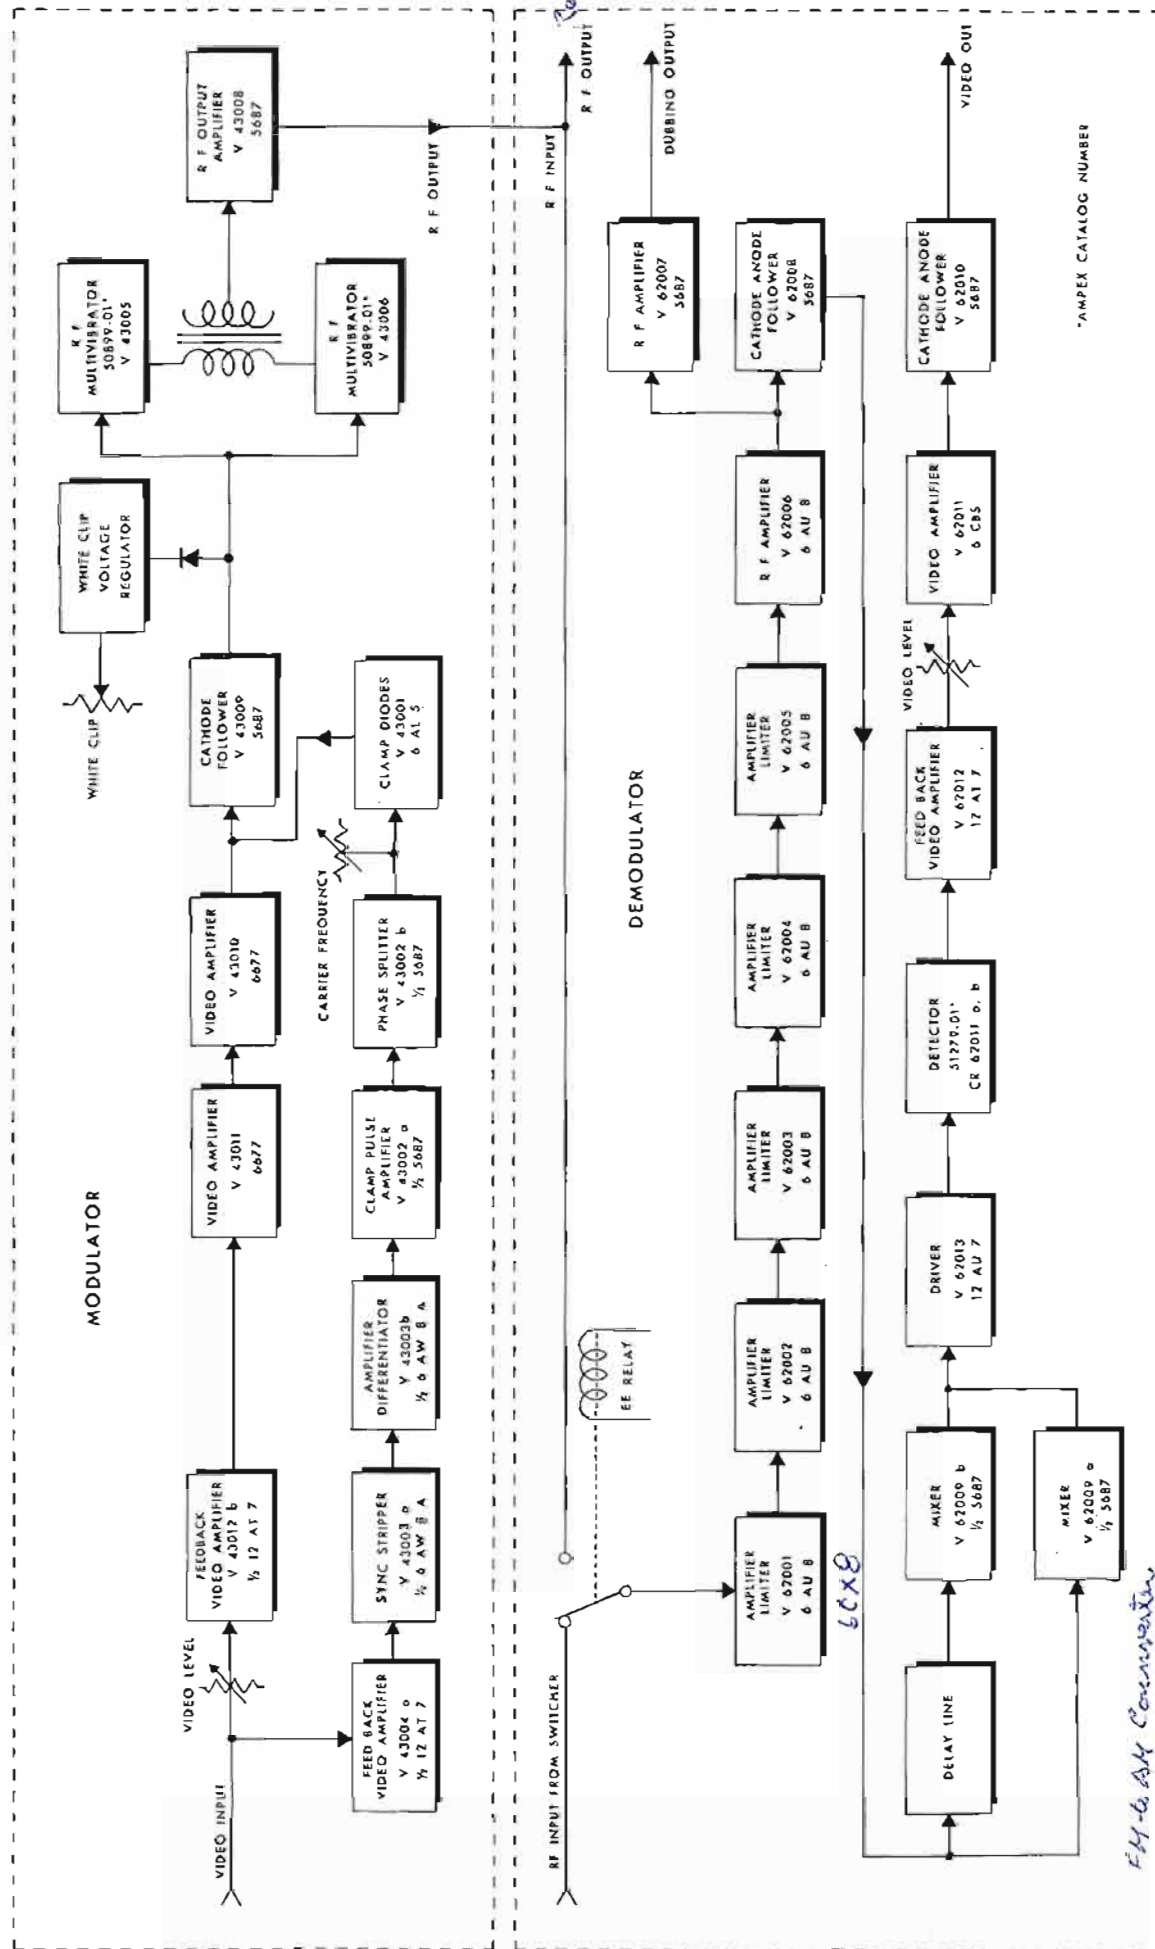 MODULATOR
VIDEO INPUT
VIDEO LEVEL
FEEDBACK
VIDEO AMPLIFIER
V 43012 b
½ 12 AT 7
VIDEO AMPLIFIER
V 43011
6677
VIDEO AMPLIFIER
V 43010
6677
CATHODE
FOLLOWER
V 43009
5687
WHITE CLIP
WHITE CLIP
VOLTAGE
REGULATOR
R F
MULTIVIBRATOR
50899-01*
V 43005
R F
MULTIVIBRATOR
50899-01*
V 43006
R F OUTPUT
AMPLIFIER
V 43008
5687
R F OUTPUT
FEED BACK
VIDEO AMPLIFIER
V 43004 a
½ 12 AT 7
SYNC STRIPPER
V 43003 a
½ 6 AW 8 A
AMPLIFIER
DIFFERENTIATOR
V 43003b
½ 6 AW 8 A
CLAMP PULSE
AMPLIFIER
V 43002 a
½ 5687
PHASE SPLITTER
V 43002 b
½ 5687
CARRIER FREQUENCY
CLAMP DIODES
V 43001
6 AL 5
DEMODULATOR
RF INPUT FROM SWITCHER
EE RELAY
R F INPUT
R F OUTPUT
DUBBING OUTPUT
AMPLIFIER
LIMITER
V 62001
6 AU 8
6CX8
AMPLIFIER
LIMITER
V 62002
6 AU 8
AMPLIFIER
LIMITER
V 62003
6 AU 8
AMPLIFIER
LIMITER
V 62004
6 AU 8
AMPLIFIER
LIMITER
V 62005
6 AU 8
R F AMPLIFIER
V 62006
6 AU 8
R F AMPLIFIER
V 62007
5687
CATHODE ANODE
FOLLOWER
V 62008
5687
DELAY LINE
MIXER
V 62009 b
½ 5687
MIXER
V 62009 a
½ 5687
DRIVER
V 62013
12 AU 7
DETECTOR
51279-01*
CR 62011 a, b
FEED BACK
VIDEO AMPLIFIER
V 62012
12 AT 7
VIDEO LEVEL
VIDEO AMPLIFIER
V 62011
6 CB5
CATHODE ANODE
FOLLOWER
V 62010
5687
VIDEO OUT
*AMPEX CATALOG NUMBER
FM to AM Converter